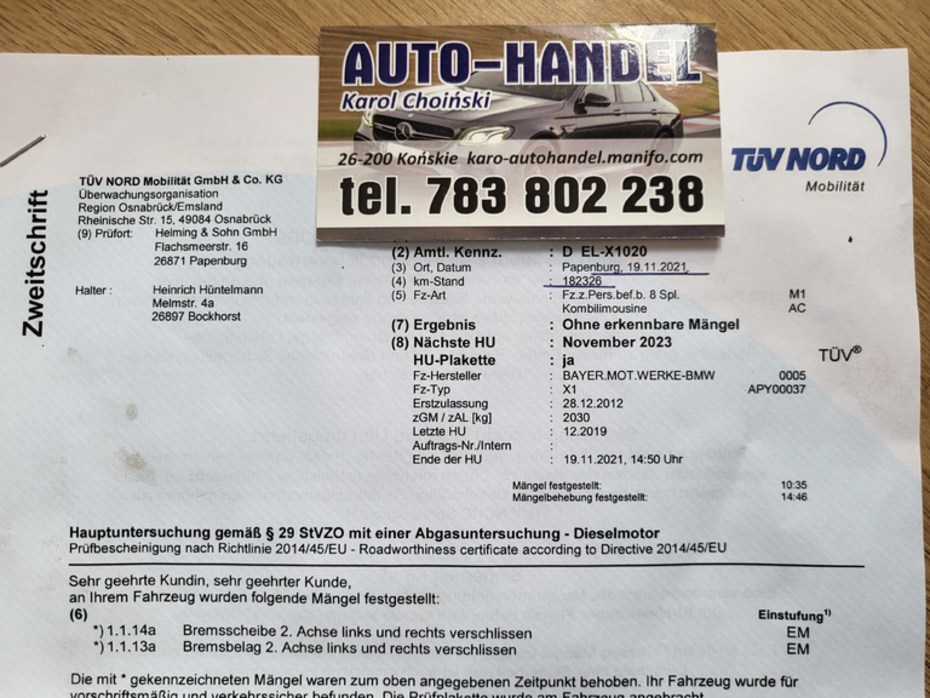 AUTO-HANDEL
Karol Choiński
26-200 Końskie karo-autohandel.manifo.com
tel. 783 802 238
TÜV NORD
Mobilität
Zweitschrift
TÜV NORD Mobilität GmbH & Co. KG
Überwachungsorganisation
Region Osnabrück/Emsland
Rheinische Str. 15, 49084 Osnabrück
(9) Prüfort: Helming & Sohn GmbH
Flachsmeerstr. 16
26871 Papenburg
Halter : Heinrich Hüntelmann
Melmstr. 4a
26897 Bockhorst
(2) Amtl. Kennz. : D EL-X1020
(3) Ort, Datum : Papenburg, 19.11.2021
(4) km-Stand : 182326
(5) Fz-Art : Fz.z.Pers.bef.b. 8 Spl. M1
Kombilimousine AC
(7) Ergebnis : Ohne erkennbare Mängel
(8) Nächste HU : November 2023
HU-Plakette : ja
TÜV®
Fz-Hersteller : BAYER.MOT.WERKE-BMW 0005
Fz-Typ : X1 APY00037
Erstzulassung : 28.12.2012
zGM / zAL [kg] : 2030
Letzte HU : 12.2019
Auftrags-Nr./Intern :
Ende der HU : 19.11.2021, 14:50 Uhr
Mängel festgestellt: 10:35
Mängelbehebung festgestellt: 14:46
Hauptuntersuchung gemäß § 29 StVZO mit einer Abgasuntersuchung - Dieselmotor
Prüfbescheinigung nach Richtlinie 2014/45/EU - Roadworthiness certificate according to Directive 2014/45/EU
Sehr geehrte Kundin, sehr geehrter Kunde,
an Ihrem Fahrzeug wurden folgende Mängel festgestellt:
(6) Einstufung¹⁾
*) 1.1.14a Bremsscheibe 2. Achse links und rechts verschlissen EM
*) 1.1.13a Bremsbelag 2. Achse links und rechts verschlissen EM
Die mit * gekennzeichneten Mängel waren zum oben angegebenen Zeitpunkt behoben. Ihr Fahrzeug wurde für
vorschriftsmäßig und verkehrssicher befunden. Die Prüfplakette wurde am Fahrzeug angebracht.